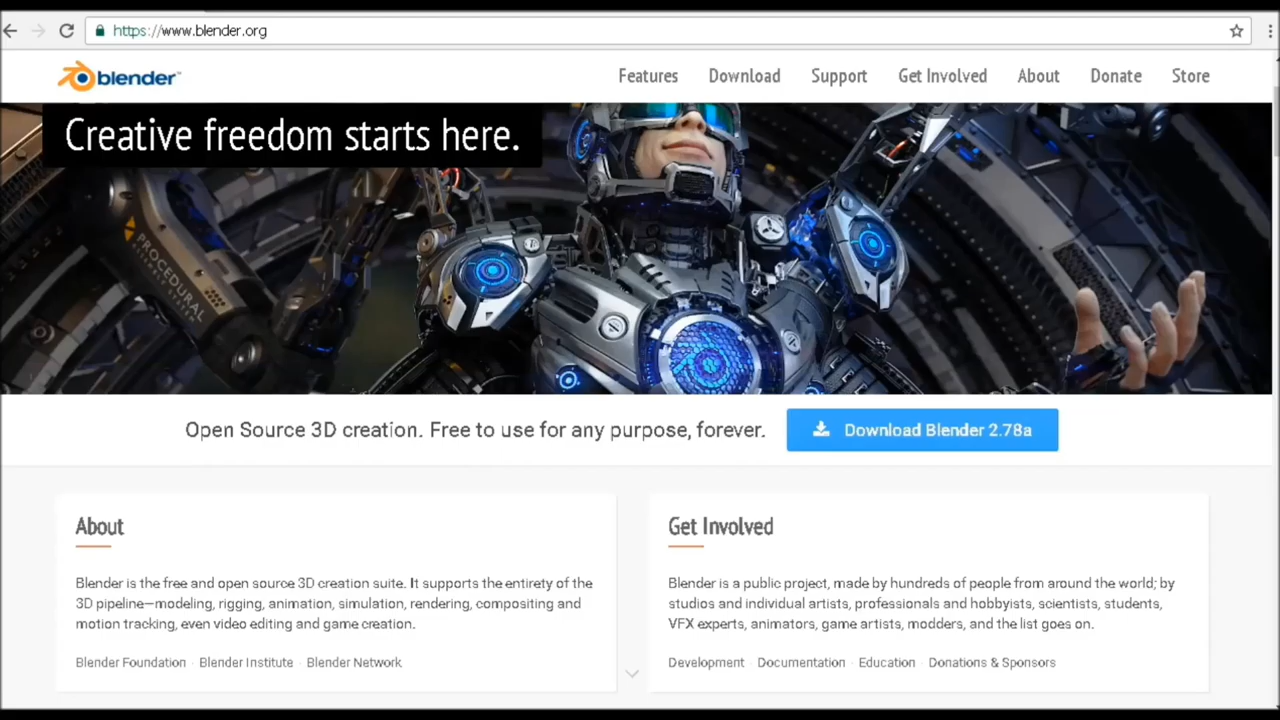 https://www.blender.org
blender™
Features Download Support Get Involved About Donate Store
Creative freedom starts here.
PROCEDURAL
Open Source 3D creation. Free to use for any purpose, forever.
Download Blender 2.78a
About
Blender is the free and open source 3D creation suite. It supports the entirety of the
3D pipeline—modeling, rigging, animation, simulation, rendering, compositing and
motion tracking, even video editing and game creation.
Blender Foundation · Blender Institute · Blender Network
Get Involved
Blender is a public project, made by hundreds of people from around the world; by
studios and individual artists, professionals and hobbyists, scientists, students,
VFX experts, animators, game artists, modders, and the list goes on.
Development · Documentation · Education · Donations & Sponsors